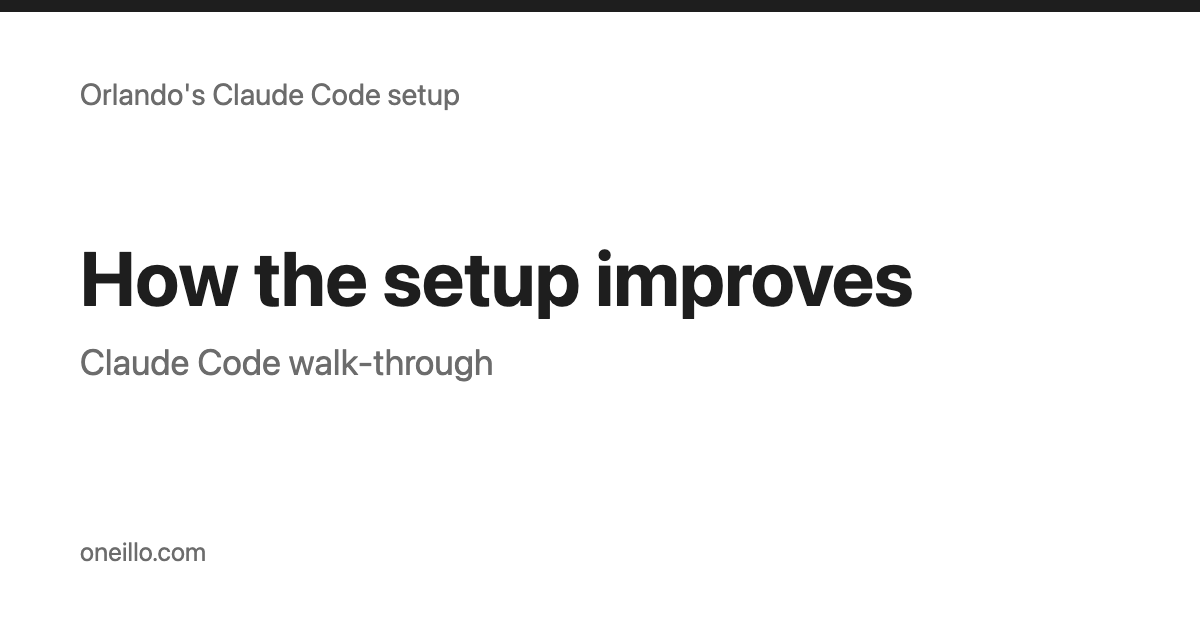 Orlando's Claude Code setup
How the setup improves
Claude Code walk-through
oneillo.com